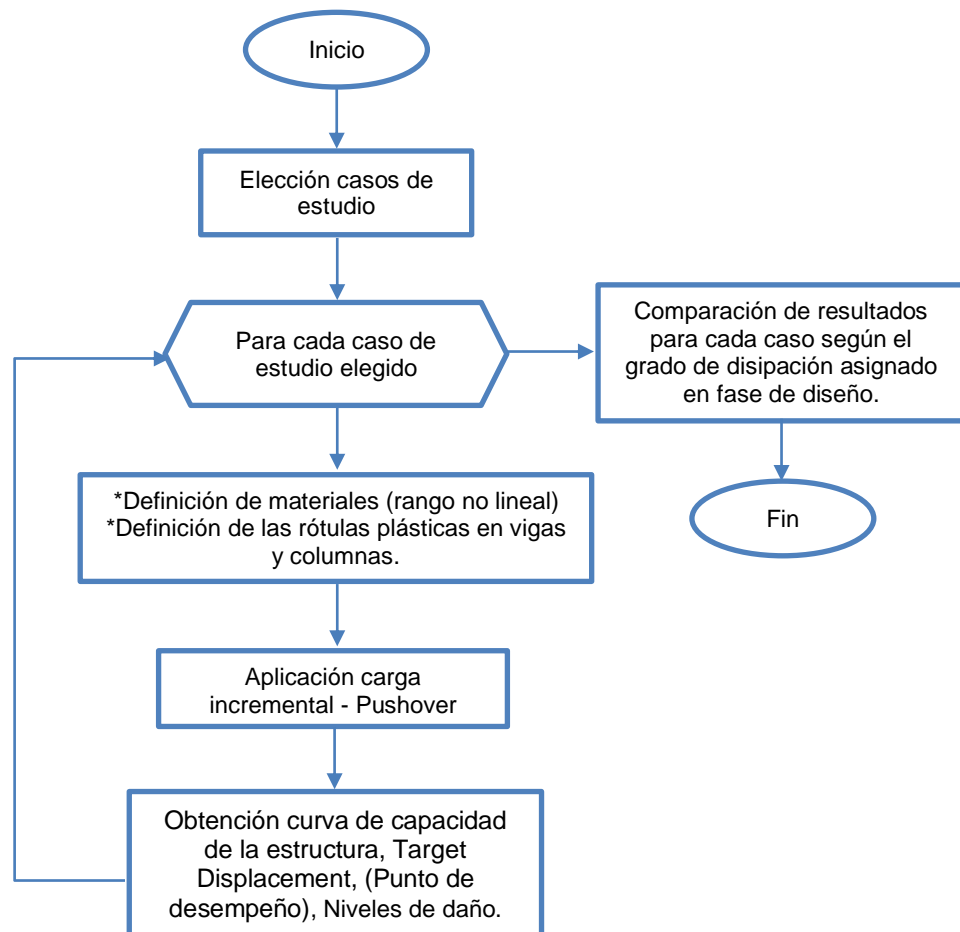 Inicio
Elección casos de
estudio
Para cada caso de
estudio elegido
Comparación de resultados
para cada caso según el
grado de disipación asignado
en fase de diseño.
Fin
*Definición de materiales (rango no lineal)
*Definición de las rótulas plásticas en vigas
y columnas.
Aplicación carga
incremental - Pushover
Obtención curva de capacidad
de la estructura, Target
Displacement, (Punto de
desempeño), Niveles de daño.